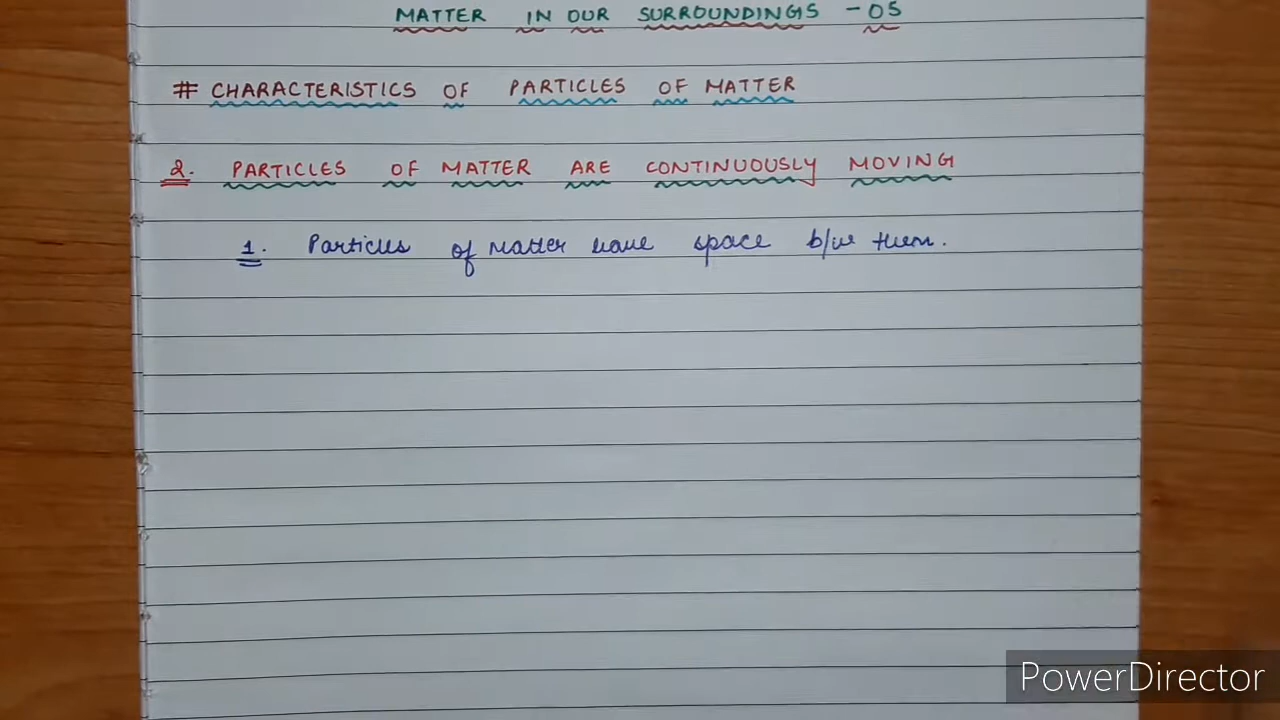 MATTER IN OUR SURROUNDINGS - 05
# CHARACTERISTICS OF PARTICLES OF MATTER
2. PARTICLES OF MATTER ARE CONTINUOUSLY MOVING
1. Particles of matter have space b/w them.
PowerDirector